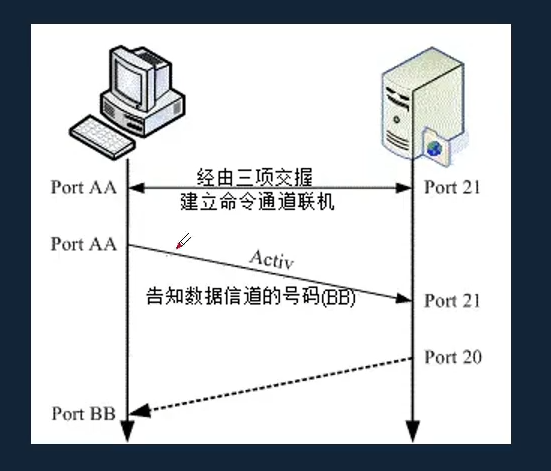 经由三项交握
Port AA
Port 21
建立命令通道联机
Port AA
Activ
告知数据信道的号码(BB)
Port 21
Port 20
Port BB